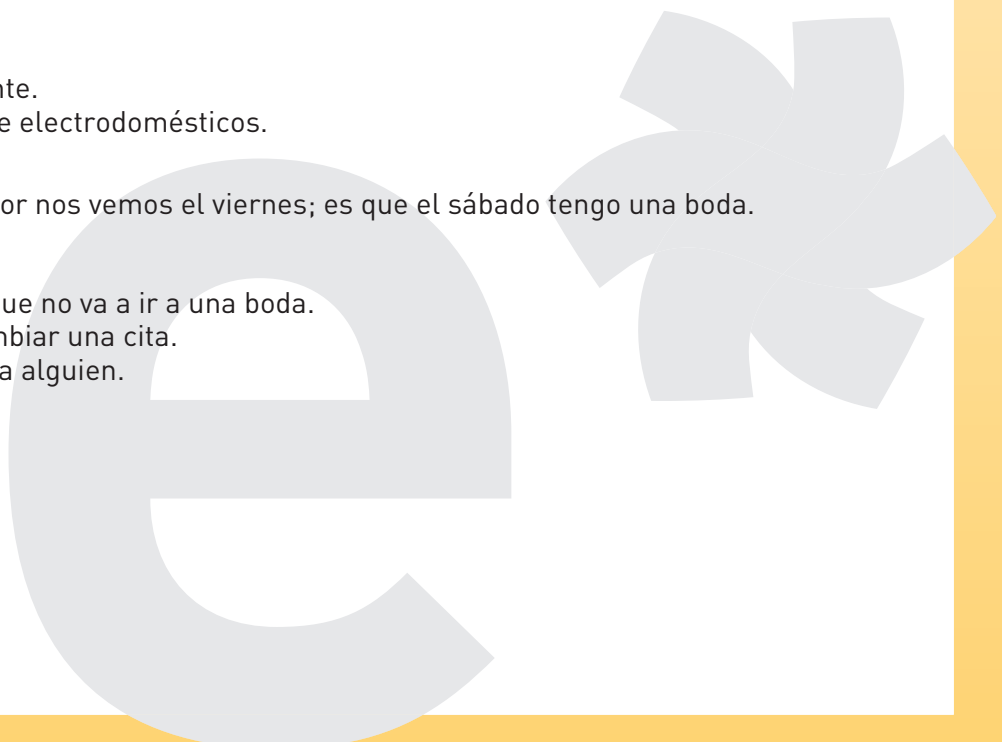 nte.
e electrodomésticos.
or nos vemos el viernes; es que el sábado tengo una boda.
ue no va a ir a una boda.
nbiar una cita.
a alguien.
e*